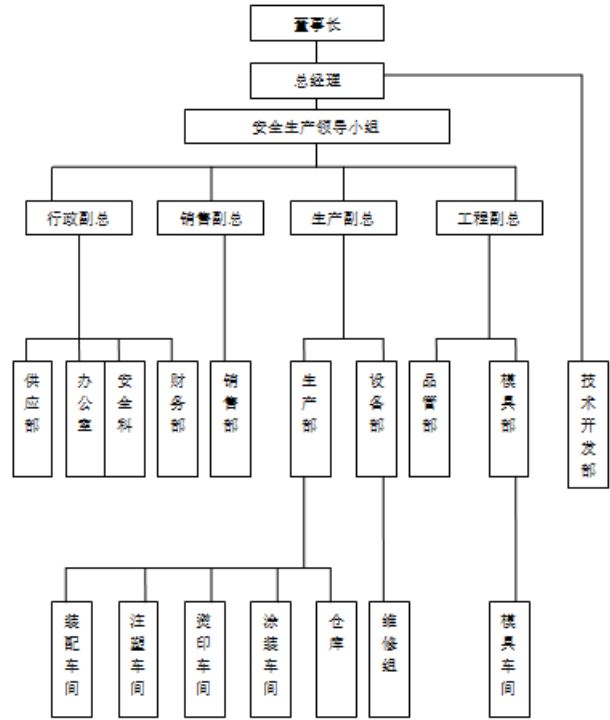 董事长
总经理
安全生产领导小组
行政副总
销售副总
生产副总
工程副总
供应部
办公室
安全科
财务部
销售部
生产部
设备部
品管部
模具部
技术开发部
装配车间
注塑车间
烫印车间
涂装车间
仓库
维修组
模具车间